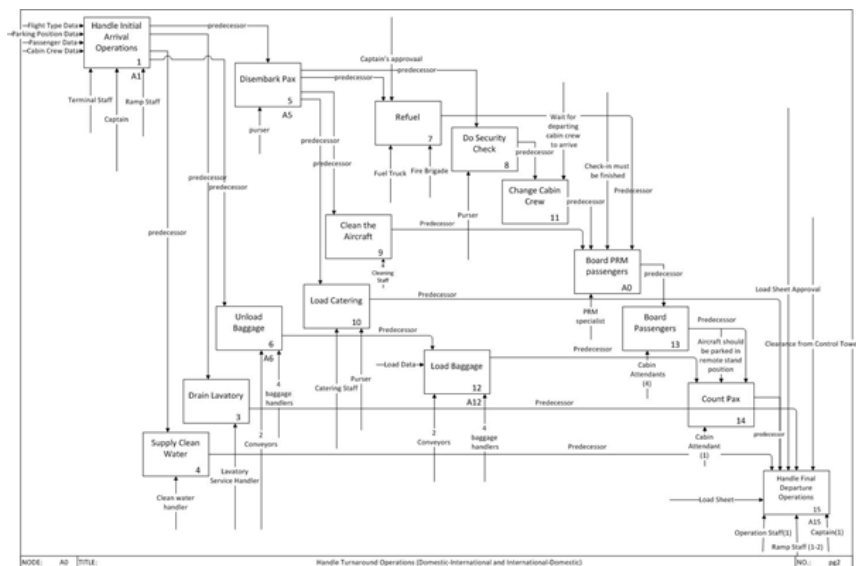 Flight Type Data
Parking Position Data
Passenger Data
Cabin Crew Data
Handle Initial
Arrival
Operations
1
A1
Terminal Staff
Captain
Ramp Staff
predecessor
Disembark Pax
5
A5
purser
Captain's approvaal
predecessor
predecessor
Refuel
7
Fuel Truck
Fire Brigade
Do Security
Check
8
Purser
predecessor
Wait for
departing
cabin crew
to arrive
Change Cabin
Crew
11
Check-in must
be finished
predecessor
Predecessor
predecessor
predecessor
predecessor
predecessor
predecessor
Clean the
Aircraft
9
4
Cleaning
Staff
Predecessor
Board PRM
passengers
A0
PRM
specialist
predecessor
Load Catering
10
Catering Staff
Purser
Predecessor
Load Sheet Approval
Unload
Baggage
6
A6
2
Conveyors
4
baggage
handlers
Predecessor
Board
Passengers
13
Cabin
Attendants
(4)
Predecessor
Aircraft should
be parked in
remote stand
position
Clearance from Control Tower
Load Data
Load Baggage
12
A12
2
Conveyors
4
baggage
handlers
Predecessor
Count Pax
14
Cabin
Attendant
(1)
predecessor
Drain Lavatory
3
Lavatory
Service Handler
Predecessor
Supply Clean
Water
4
Clean water
handler
Predecessor
Load Sheet
Handle Final
Departure
Operations
15
A15
Operation Staff(1)
Ramp Staff (1-2)
Captain(1)
NODE: A0 TITLE: Handle Turnaround Operations (Domestic-International and International-Domestic) NO.: pg2